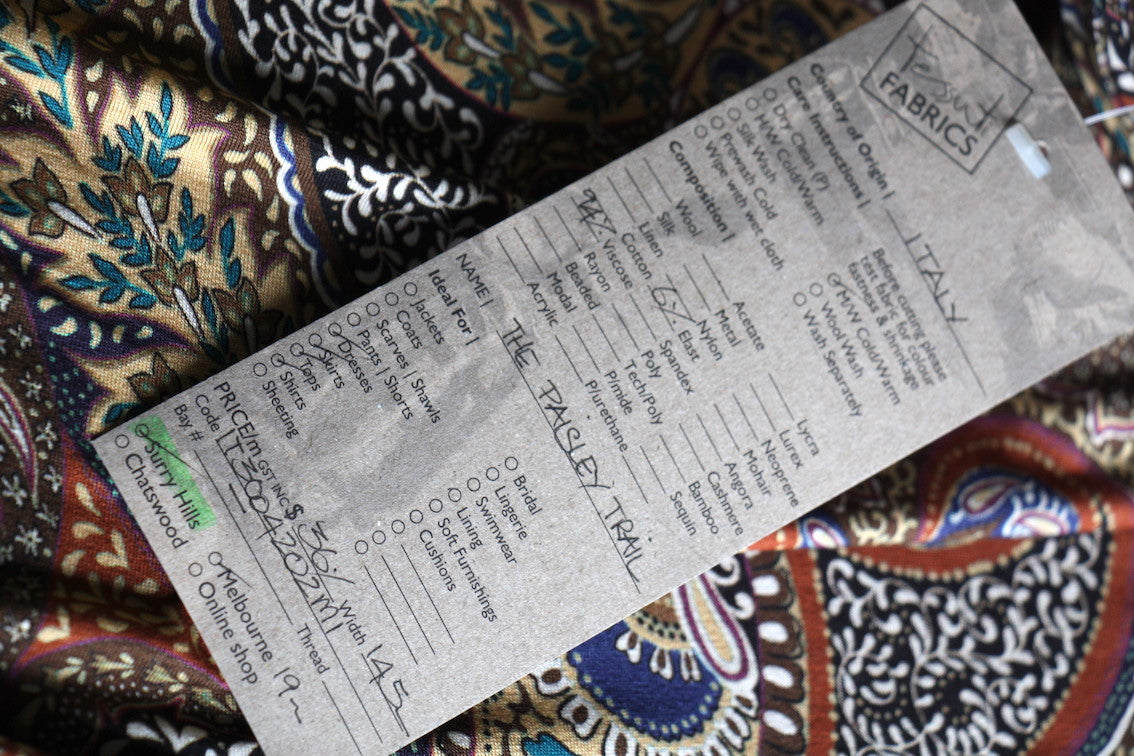 Tessuti
FABRICS
Country of Origin | ITALY
Care Instructions |
Before cutting please
test fabric for colour
fastness & shrinkage
Dry Clean (P)
H/W Cold/Warm
Silk Wash
Prewash Cold
Wipe with wet cloth
M/W Cold/Warm
Wool Wash
Wash Separately
Composition |
Wool
Silk
Linen
Cotton
94% Viscose
Rayon
Beaded
Modal
Acrylic
Acetate
Metal
Nylon
6% Elast
Spandex
Poly
Tech/Poly
Pimide
P/urethane
Lycra
Lurex
Neoprene
Mohair
Angora
Cashmere
Bamboo
Sequin
NAME | THE PAISLEY TRAIL
Ideal For |
Jackets
Coats
Scarves | Shawls
Pants | Shorts
Dresses
Skirts
Tops
Shirts
Sheeting
Bridal
Lingerie
Swimwear
Lining
Soft Furnishings
Cushions
PRICE/m GST INC $ 36/ Width 145
Code | T3004202M1
Bay # Thread
Surry Hills
Chatswood
Melbourne 19
Online shop